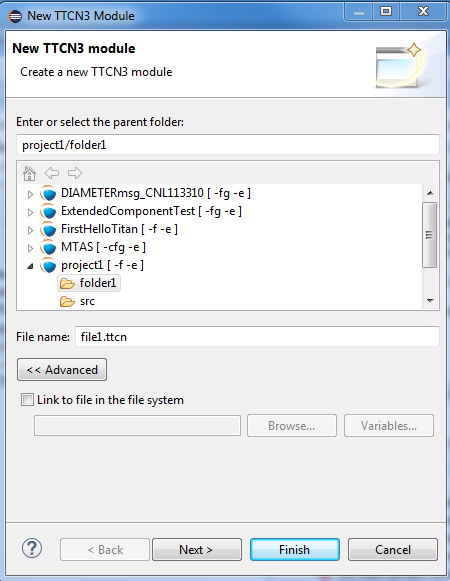 New TTCN3 Module
New TTCN3 module
Create a new TTCN3 module
Enter or select the parent folder:
project1/folder1
DIAMETERmsg_CNL113310 [ -fg -e ]
ExtendedComponentTest [ -fg -e ]
FirstHelloTitan [ -f -e ]
MTAS [ -cfg -e ]
project1 [ -f -e ]
folder1
src
File name: file1.ttcn
<< Advanced
Link to file in the file system
Browse... Variables...
? < Back Next > Finish Cancel